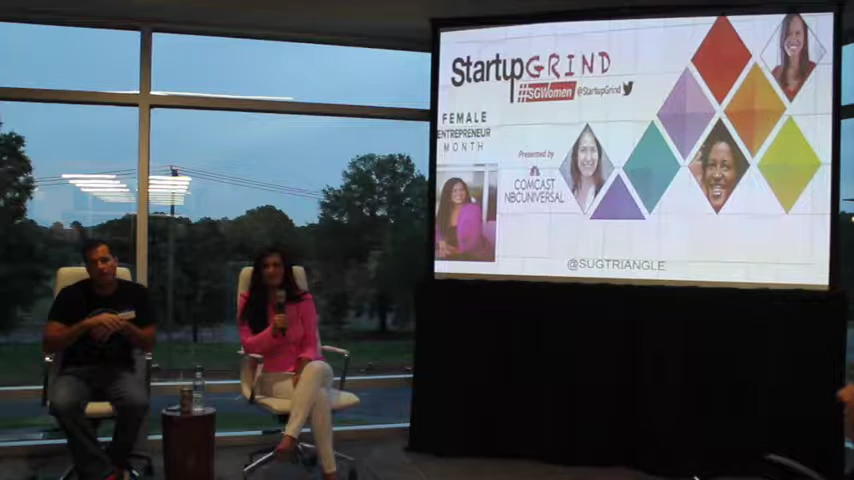 StartupGRIND
#SGWomen @StartupGrind
FEMALE
ENTREPRENEUR
MONTH
Presented by
COMCAST
NBCUNIVERSAL
@SUGTRIANGLE